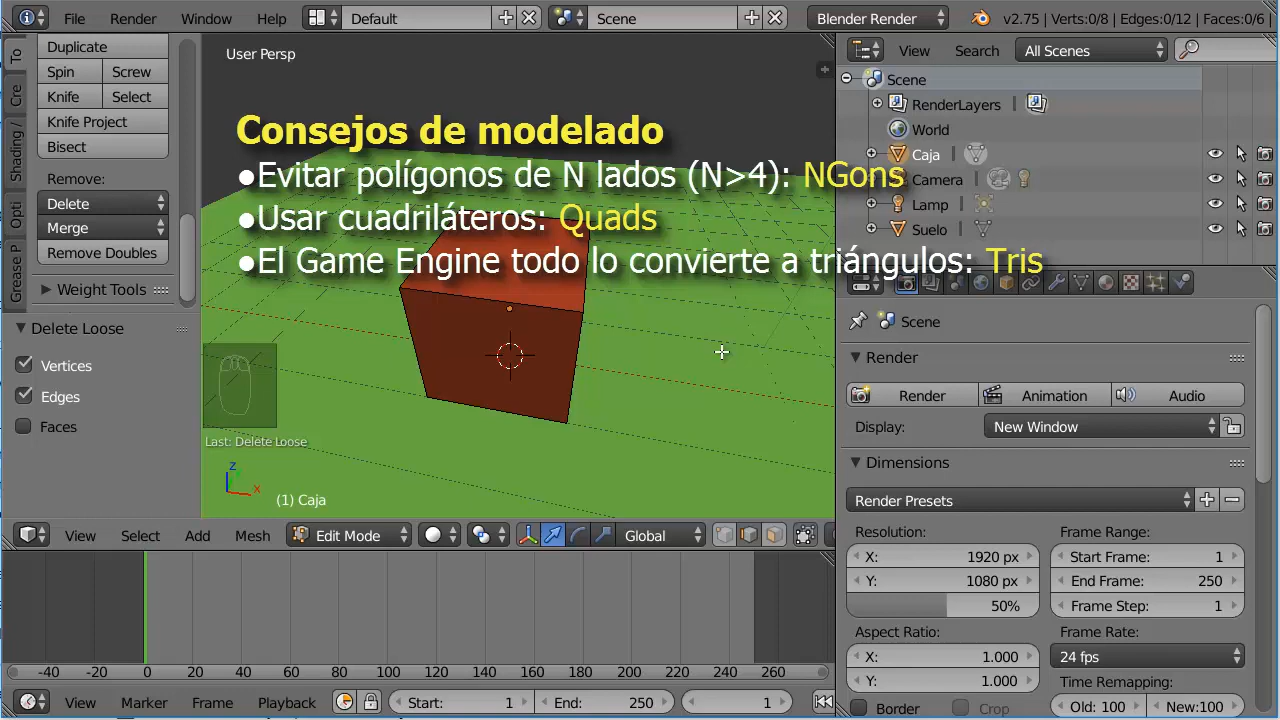 File Render Window Help Default Scene Blender Render v2.75 | Verts:0/8 | Edges:0/12 | Faces:0/6 |
To
Cre
Shading /
Opti
Grease P
Duplicate
Spin Screw
Knife Select
Knife Project
Bisect
Remove:
Delete
Merge
Remove Doubles
Weight Tools
Delete Loose
Vertices
Edges
Faces
User Persp
Consejos de modelado
●Evitar polígonos de N lados (N>4): NGons
●Usar cuadriláteros: Quads
●El Game Engine todo lo convierte a triángulos: Tris
Last: Delete Loose
z
x
(1) Caja
View Select Add Mesh Edit Mode Global
-40 -20 0 20 40 60 80 100 120 140 160 180 200 220 240 260
View Marker Frame Playback Start: 1 End: 250 1
View Search All Scenes
Scene
RenderLayers |
World
Caja |
Camera |
Lamp |
Suelo |
Scene
Render
Render Animation Audio
Display: New Window
Dimensions
Render Presets
Resolution: Frame Range:
X: 1920 px Start Frame: 1
Y: 1080 px End Frame: 250
50% Frame Step: 1
Aspect Ratio: Frame Rate:
X: 1.000 24 fps
Y: 1.000 Time Remapping:
Border Crop Old: 100 New:100